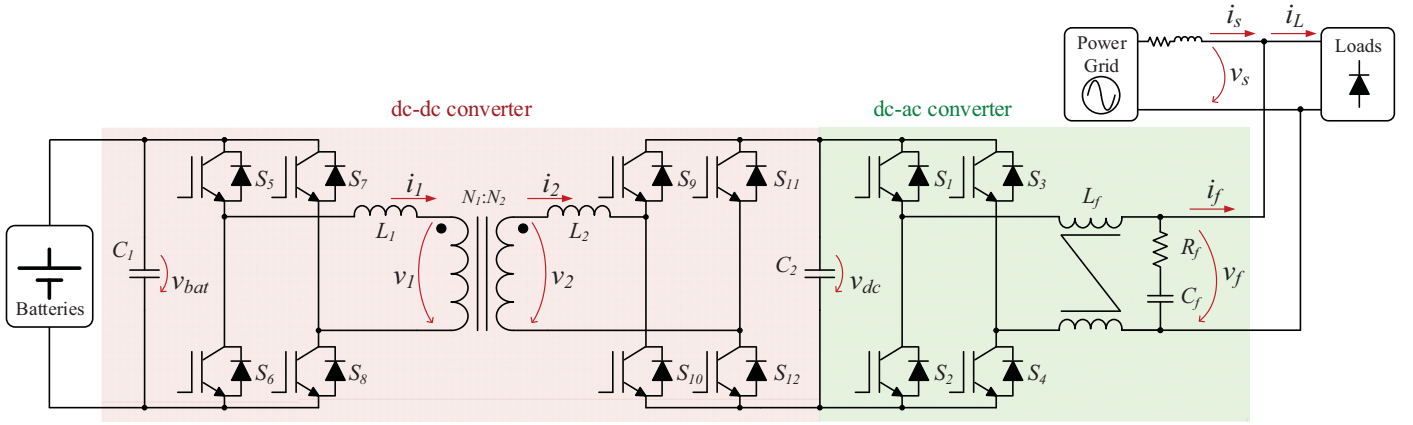 i_s i_L
Power
Grid
v_s
Loads
dc-dc converter
dc-ac converter
S_5 S_7 S_9 S_11 S_1 S_3
i_1 N_1:N_2 i_2
L_1 L_2
L_f i_f
Batteries
C_1 v_bat v_1 v_2 C_2 v_dc
R_f
C_f v_f
S_6 S_8 S_10 S_12 S_2 S_4